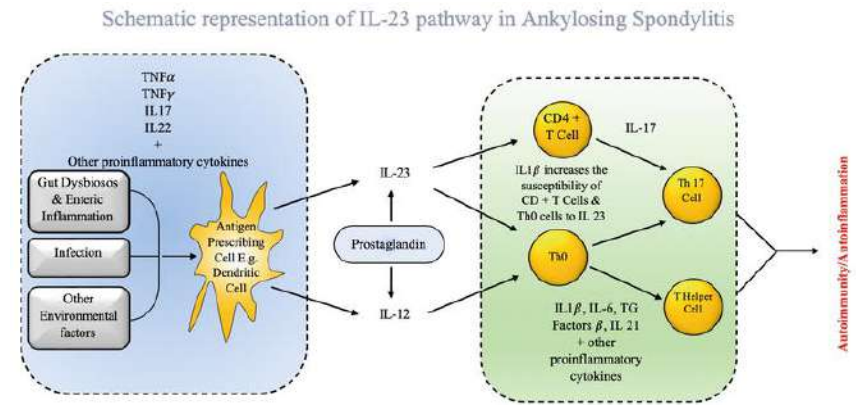 Schematic representation of IL-23 pathway in Ankylosing Spondylitis
TNFα
TNFγ
IL17
IL22
+
Other proinflammatory cytokines
Gut Dysbiosos
& Enteric
Inflammation
Infection
Other
Environmental
factors
Antigen
Prescribing
Cell E.g.
Dendritic
Cell
IL-23
Prostaglandin
IL-12
CD4 +
T Cell
IL-17
IL1β increases the
susceptibility of
CD + T Cells &
Th0 cells to IL 23
Th 17
Cell
Th0
T Helper
Cell
IL1β, IL-6, TG
Factors β, IL 21
+ other
proinflammatory
cytokines
Autoimmunity/Autoinflammation